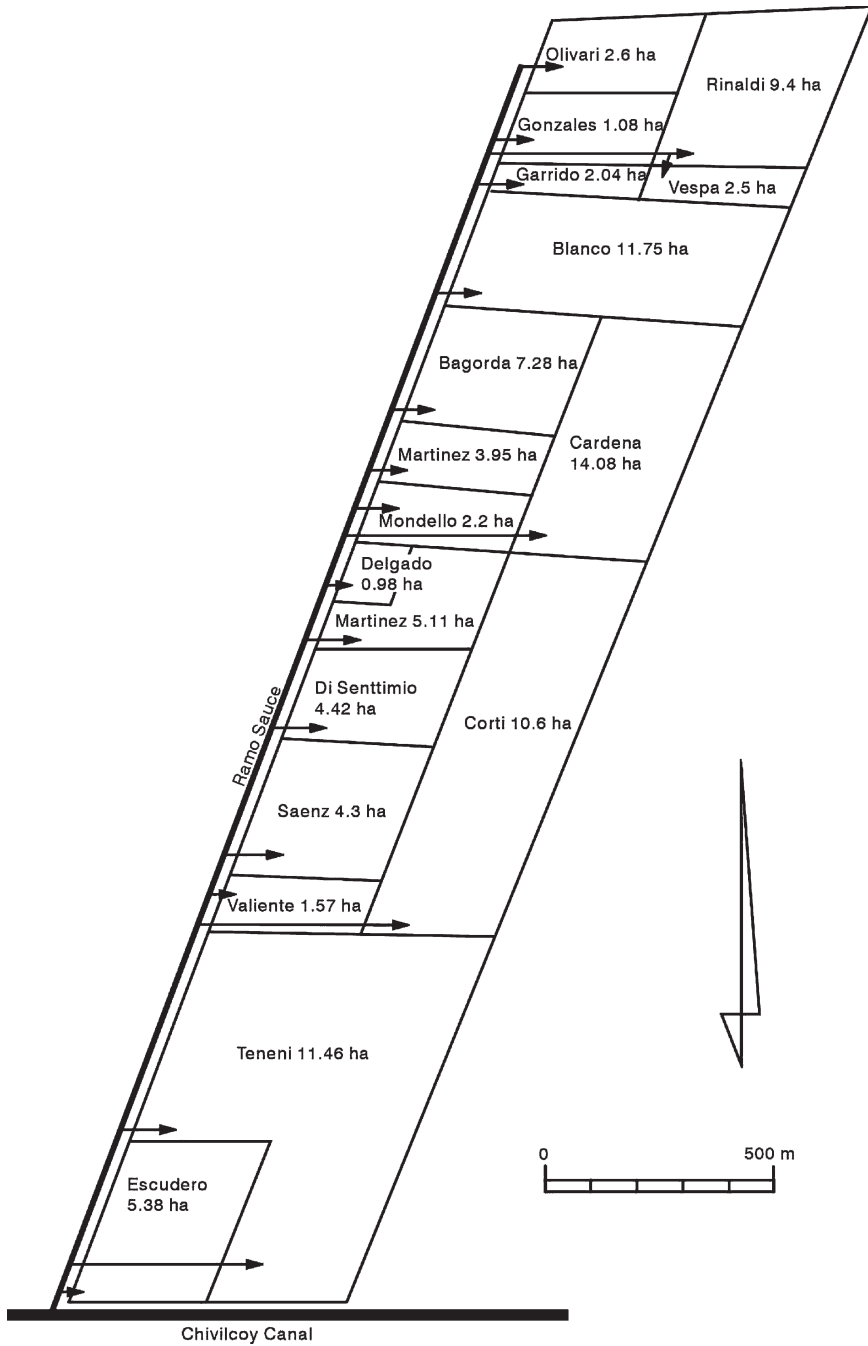 Olivari 2.6 ha
Rinaldi 9.4 ha
Gonzales 1.08 ha
Garrido 2.04 ha
Vespa 2.5 ha
Blanco 11.75 ha
Bagorda 7.28 ha
Cardena
14.08 ha
Martinez 3.95 ha
Mondello 2.2 ha
Delgado
0.98 ha
Martinez 5.11 ha
Di Senttimio
4.42 ha
Ramo Sauce
Corti 10.6 ha
Saenz 4.3 ha
Valiente 1.57 ha
Teneni 11.46 ha
0 500 m
Escudero
5.38 ha
Chivilcoy Canal